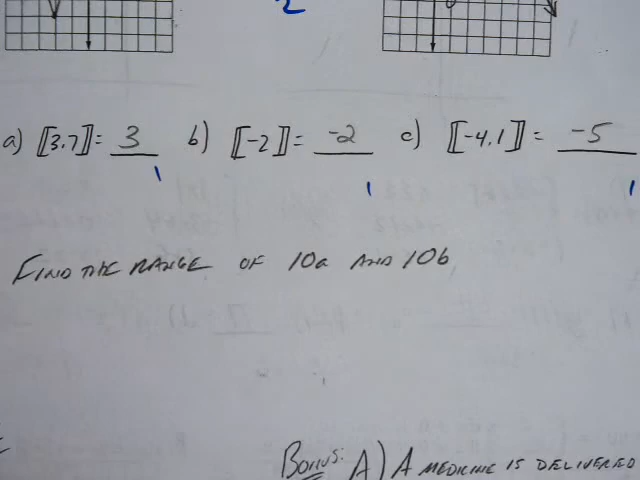 2
a) ⟦3.7⟧ = 3 b) ⟦-2⟧ = -2 c) ⟦-4.1⟧ = -5
1 1 1
FIND THE RANGE OF 10a AND 10b
BONUS: A) A MEDICINE IS DELIVERED